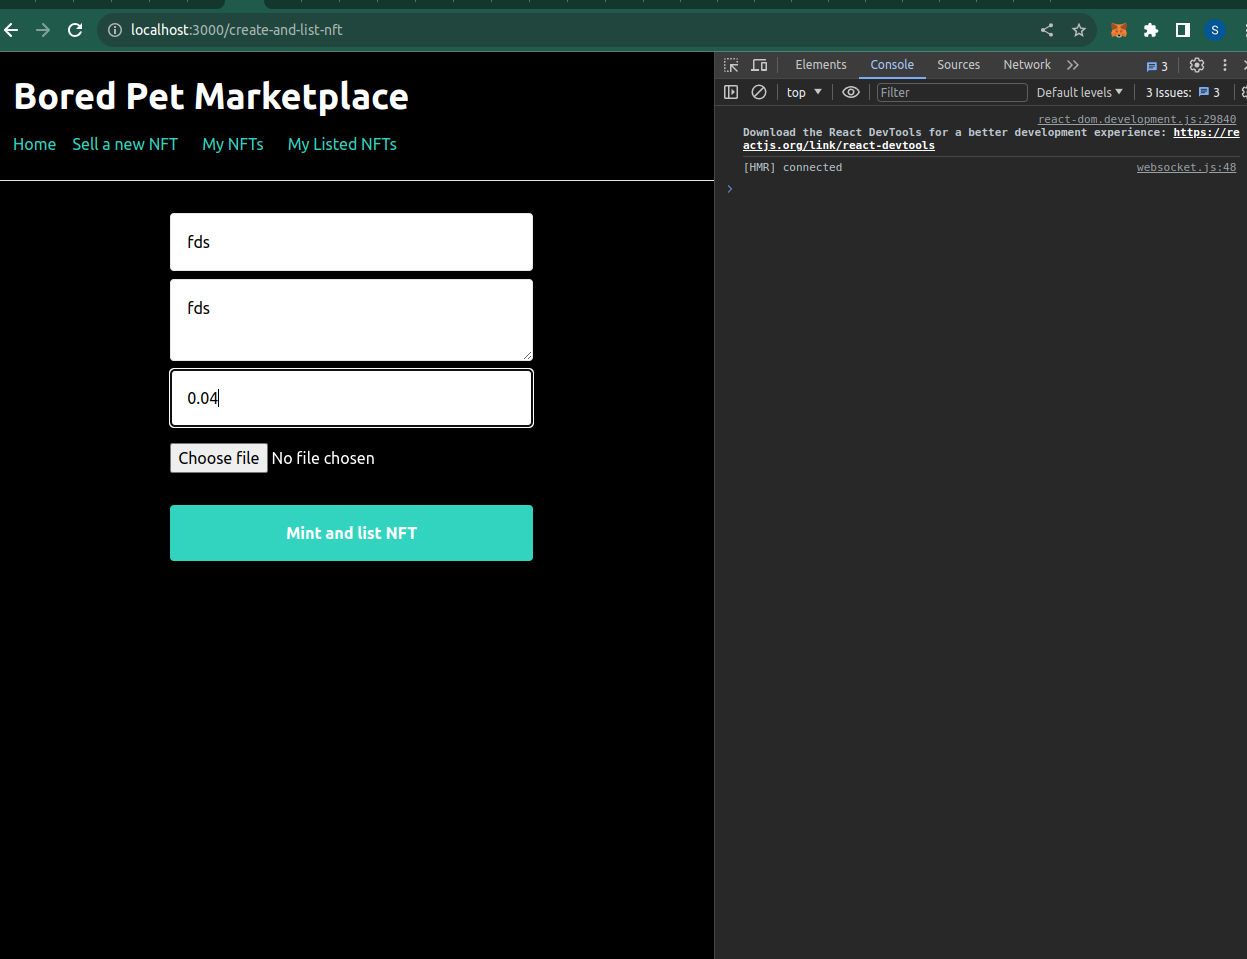 localhost:3000/create-and-list-nft
S
Bored Pet Marketplace
Home Sell a new NFT My NFTs My Listed NFTs
fds
fds
0.04
Choose file No file chosen
Mint and list NFT
Elements Console Sources Network 3
top Filter Default levels 3 Issues: 3
react-dom.development.js:29840
Download the React DevTools for a better development experience: https://re
actjs.org/link/react-devtools
[HMR] connected websocket.js:48